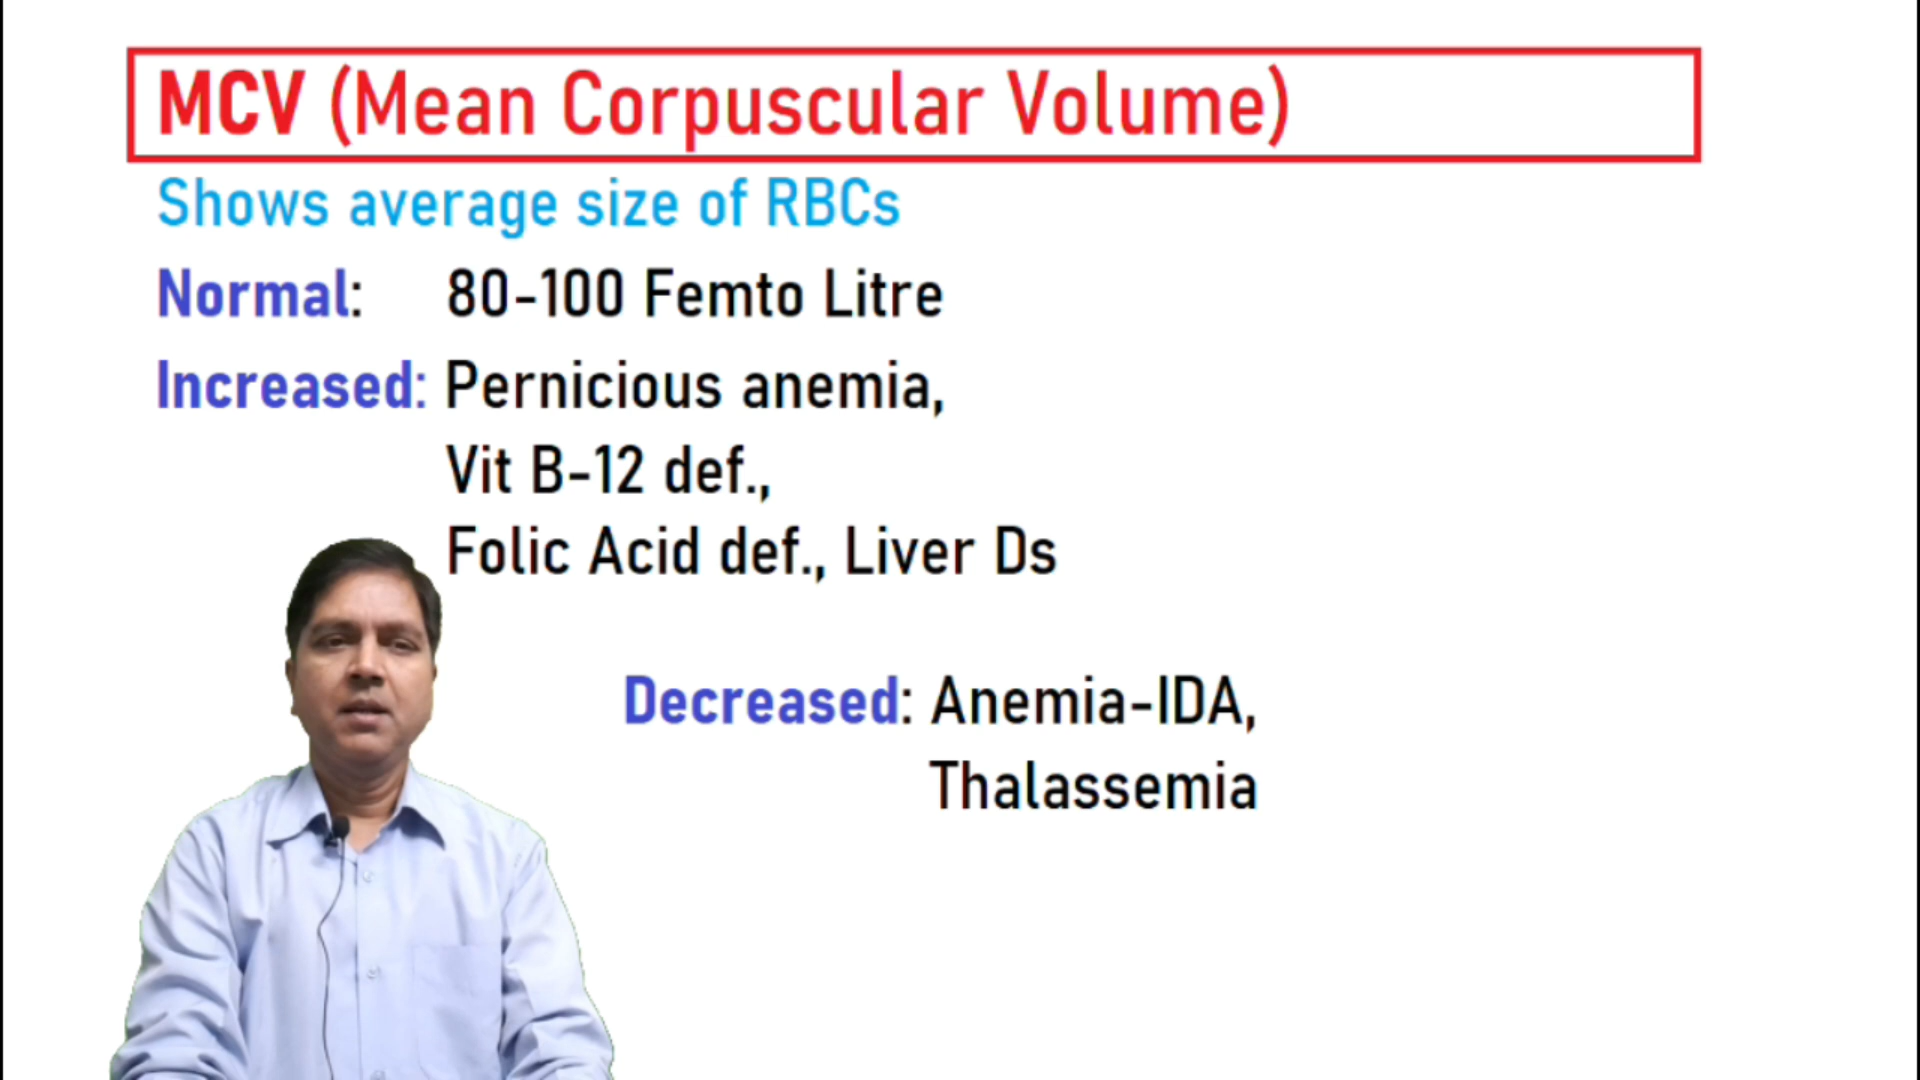 MCV (Mean Corpuscular Volume)
Shows average size of RBCs
Normal: 80-100 Femto Litre
Increased: Pernicious anemia,
Vit B-12 def.,
Folic Acid def., Liver Ds
Decreased: Anemia-IDA,
Thalassemia